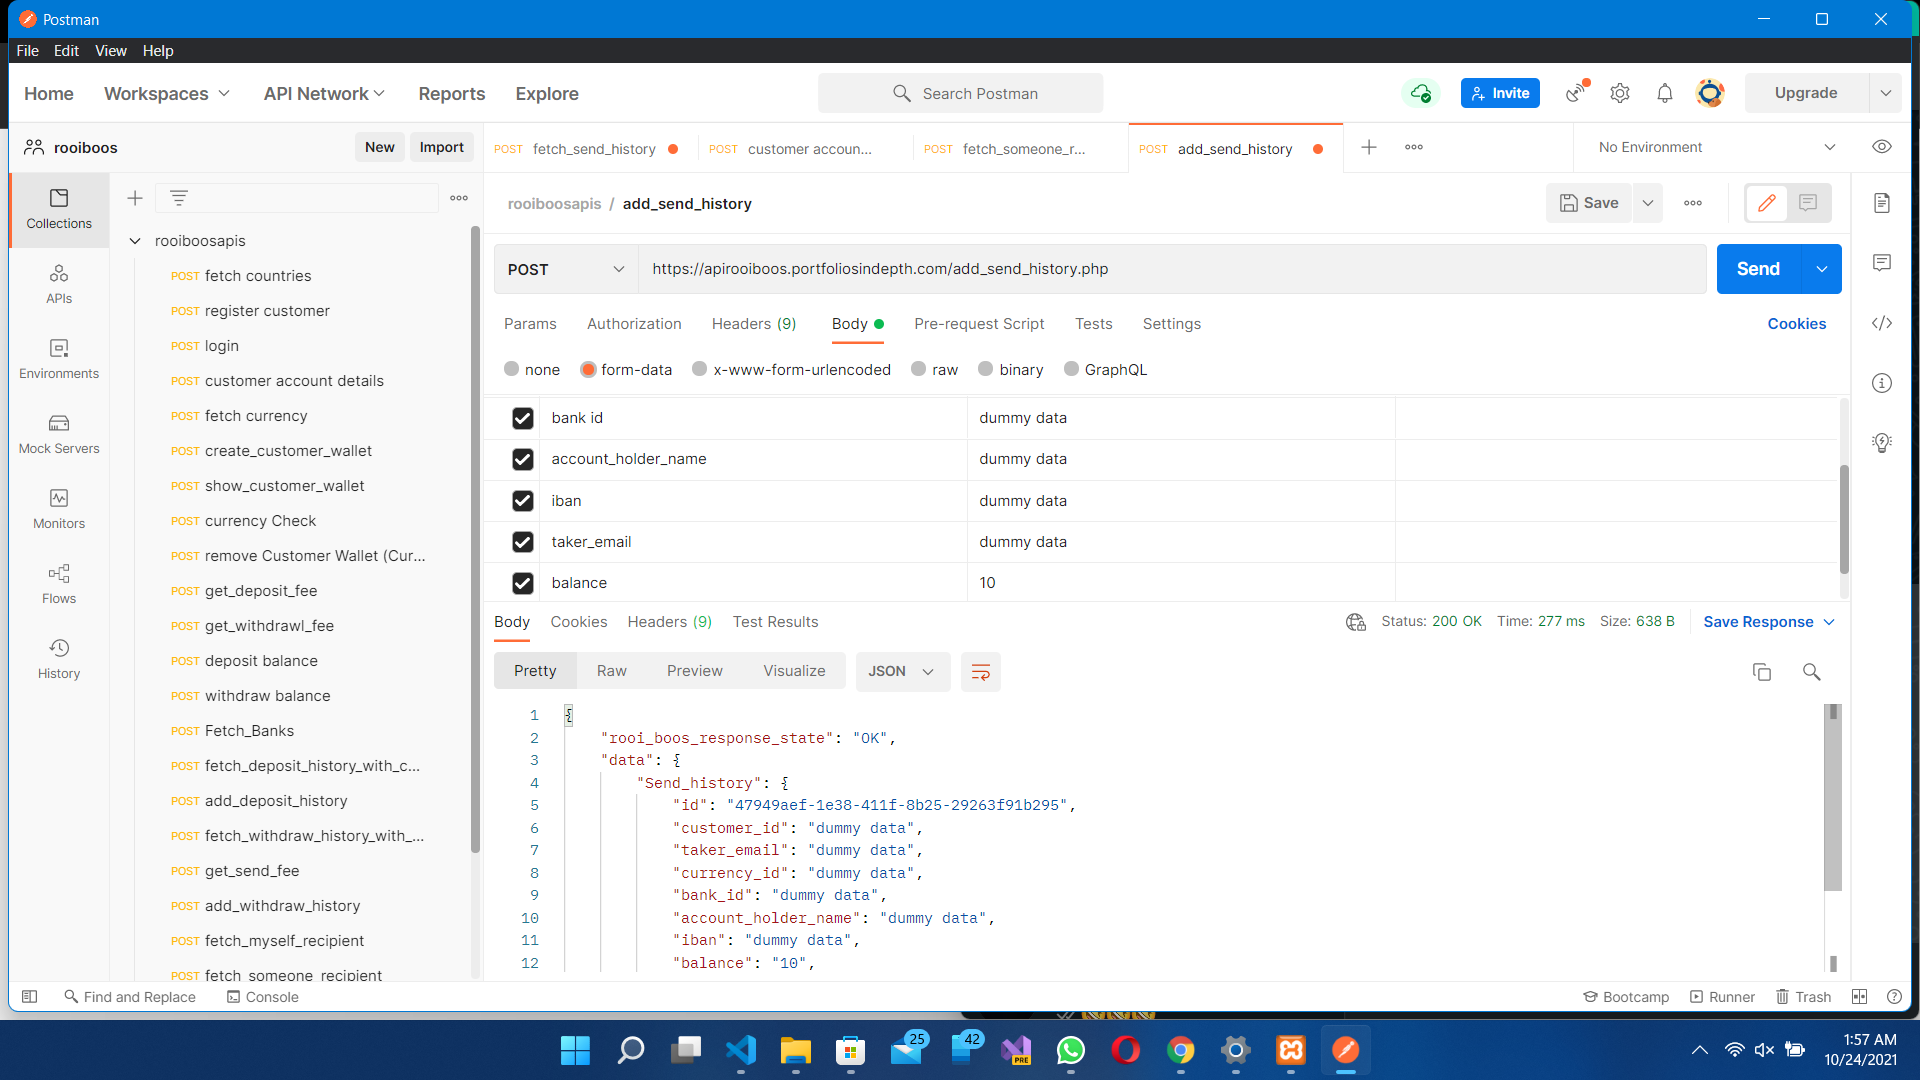 Postman
File Edit View Help
Home Workspaces API Network Reports Explore
Search Postman
Invite
Upgrade
rooiboos
New Import
POST fetch_send_history
POST customer accoun...
POST fetch_someone_r...
POST add_send_history
No Environment
Collections
APIs
Environments
Mock Servers
Monitors
Flows
History
rooiboosapis
POST fetch countries
POST register customer
POST login
POST customer account details
POST fetch currency
POST create_customer_wallet
POST show_customer_wallet
POST currency Check
POST remove Customer Wallet (Cur...
POST get_deposit_fee
POST get_withdrawl_fee
POST deposit balance
POST withdraw balance
POST Fetch_Banks
POST fetch_deposit_history_with_c...
POST add_deposit_history
POST fetch_withdraw_history_with_...
POST get_send_fee
POST add_withdraw_history
POST fetch_myself_recipient
POST fetch_someone_recipient
rooiboosapis / add_send_history
Save
POST
https://apirooiboos.portfoliosindepth.com/add_send_history.php
Send
Params Authorization Headers (9) Body Pre-request Script Tests Settings
Cookies
none form-data x-www-form-urlencoded raw binary GraphQL
bank id dummy data
account_holder_name dummy data
iban dummy data
taker_email dummy data
balance 10
Body Cookies Headers (9) Test Results
Status: 200 OK Time: 277 ms Size: 638 B Save Response
Pretty Raw Preview Visualize JSON
1 {
2 "rooi_boos_response_state": "OK",
3 "data": {
4 "Send_history": {
5 "id": "47949aef-1e38-411f-8b25-29263f91b295",
6 "customer_id": "dummy data",
7 "taker_email": "dummy data",
8 "currency_id": "dummy data",
9 "bank_id": "dummy data",
10 "account_holder_name": "dummy data",
11 "iban": "dummy data",
12 "balance": "10",
Find and Replace Console
Bootcamp Runner Trash
25
42
PRE
1:57 AM
10/24/2021